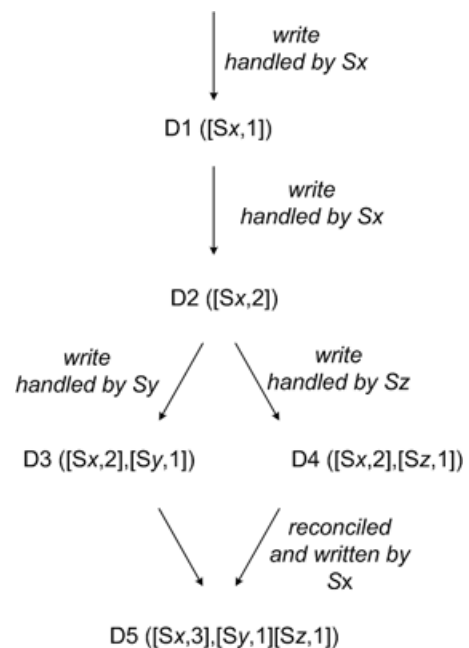 write
handled by Sx
D1 ([Sx,1])
write
handled by Sx
D2 ([Sx,2])
write
handled by Sy
write
handled by Sz
D3 ([Sx,2],[Sy,1])
D4 ([Sx,2],[Sz,1])
reconciled
and written by
Sx
D5 ([Sx,3],[Sy,1][Sz,1])